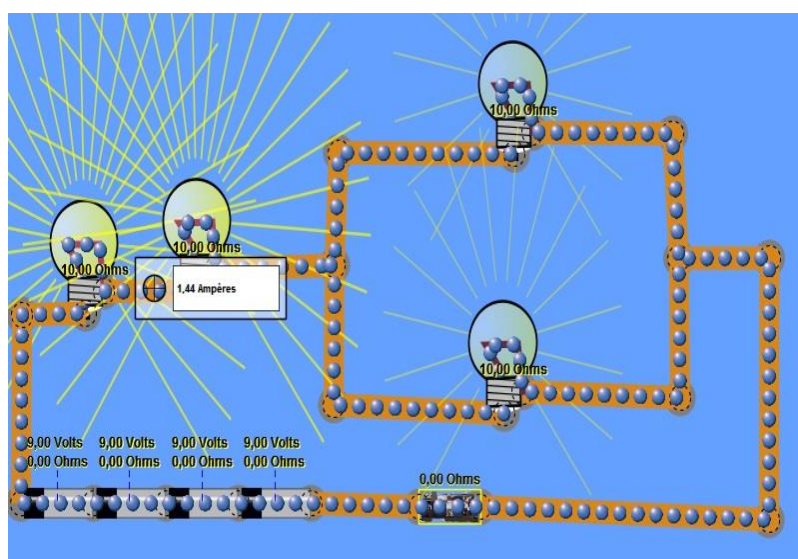 10,00 Ohms
10,00 Ohms
10,00 Ohms
1,44 Ampères
10,00 Ohms
9,00 Volts 9,00 Volts 9,00 Volts 9,00 Volts
0,00 Ohms 0,00 Ohms 0,00 Ohms 0,00 Ohms
0,00 Ohms